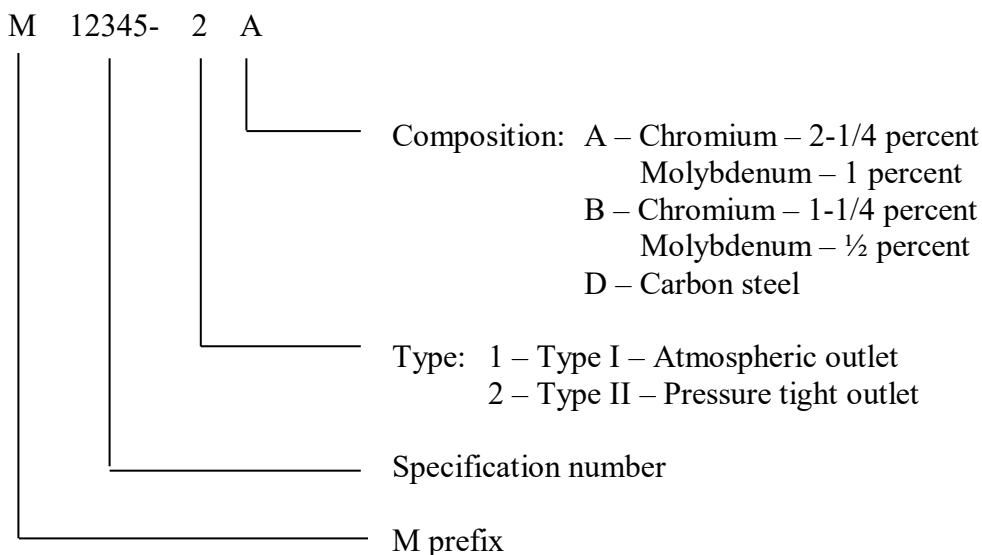 M 12345- 2 A
Composition: A – Chromium – 2-1/4 percent
Molybdenum – 1 percent
B – Chromium – 1-1/4 percent
Molybdenum – ½ percent
D – Carbon steel
Type: 1 – Type I – Atmospheric outlet
2 – Type II – Pressure tight outlet
Specification number
M prefix